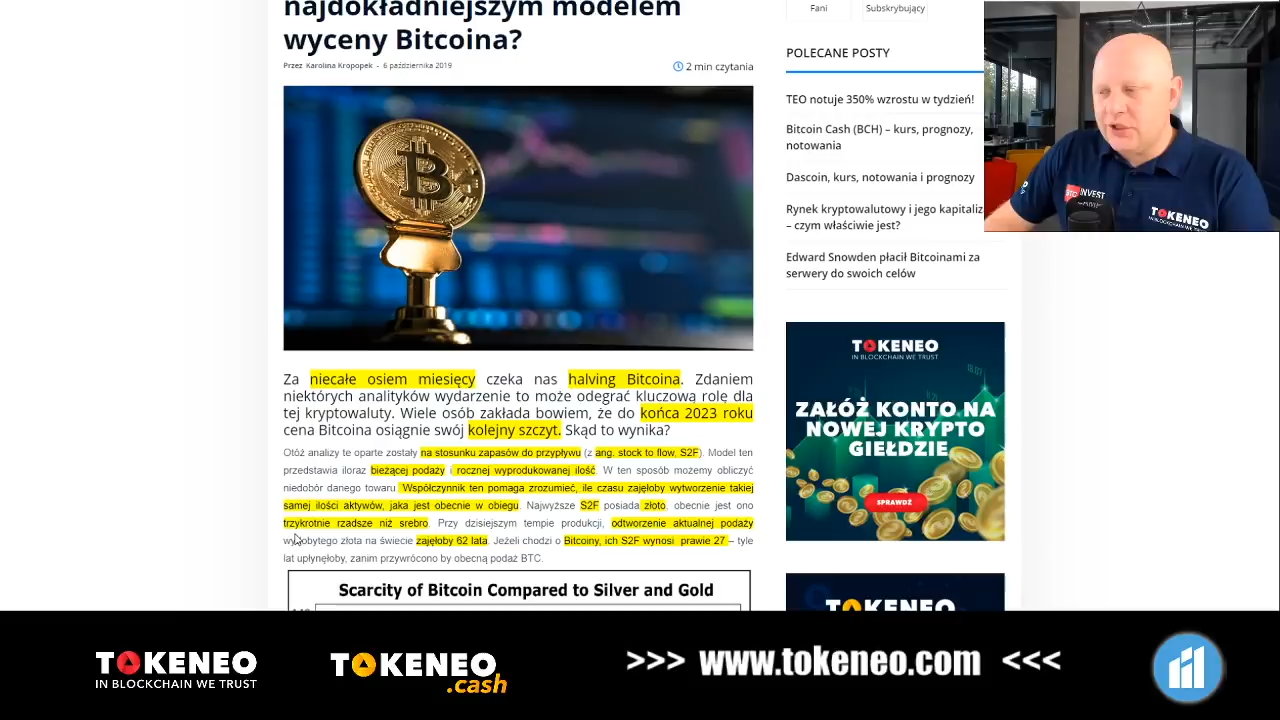 najdokładniejszym modelem
wyceny Bitcoina?
Przez Karolina Kropopek - 6 października 2019
2 min czytania
Za niecałe osiem miesięcy czeka nas halving Bitcoina. Zdaniem
niektórych analityków wydarzenie to może odegrać kluczową rolę dla
tej kryptowaluty. Wiele osób zakłada bowiem, że do końca 2023 roku
cena Bitcoina osiągnie swój kolejny szczyt. Skąd to wynika?
Otóż analizy te oparte zostały na stosunku zapasów do przypływu (z ang. stock to flow, S2F). Model ten
przedstawia iloraz bieżącej podaży i rocznej wyprodukowanej ilość. W ten sposób możemy obliczyć
niedobór danego towaru. Współczynnik ten pomaga zrozumieć, ile czasu zajęłoby wytworzenie takiej
samej ilości aktywów, jaka jest obecnie w obiegu. Najwyższe S2F posiada złoto, obecnie jest ono
trzykrotnie rzadsze niż srebro. Przy dzisiejszym tempie produkcji, odtworzenie aktualnej podaży
wydobytego złota na świecie zajęłoby 62 lata. Jeżeli chodzi o Bitcoiny, ich S2F wynosi prawie 27 – tyle
lat upłynęłoby, zanim przywrócono by obecną podaż BTC.
Scarcity of Bitcoin Compared to Silver and Gold
Fani
Subskrybujący
POLECANE POSTY
TEO notuje 350% wzrostu w tydzień!
Bitcoin Cash (BCH) – kurs, prognozy,
notowania
Dascoin, kurs, notowania i prognozy
Rynek kryptowalutowy i jego kapitaliz
– czym właściwie jest?
Edward Snowden płacił Bitcoinami za
serwery do swoich celów
TOKENEO
IN BLOCKCHAIN WE TRUST
ZAŁÓŻ KONTO NA
NOWEJ KRYPTO
GIEŁDZIE
SPRAWDŹ
TOKENEO
INVEST
TOKENEO
TOKENEO
IN BLOCKCHAIN WE TRUST
TOKENEO
.cash
>>> www.tokeneo.com <<<